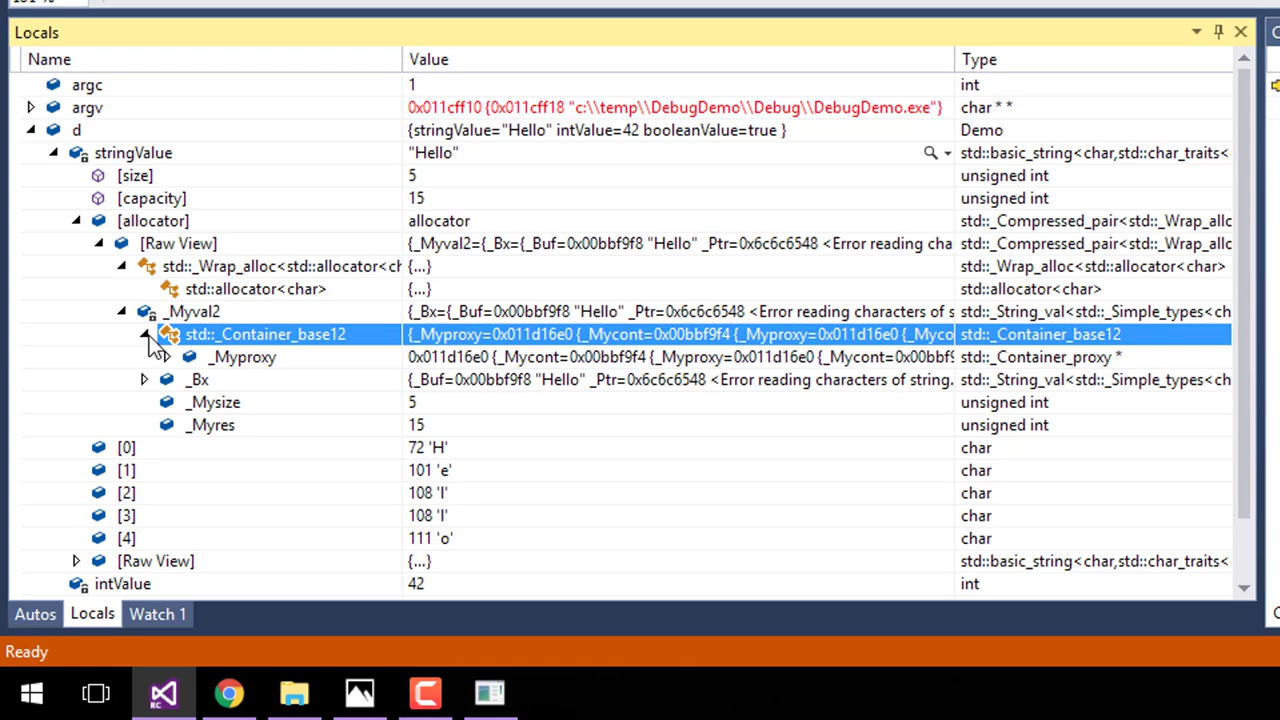 Locals
Name Value Type
argc 1 int
argv 0x011cff10 {0x011cff18 "c:\\temp\\DebugDemo\\Debug\\DebugDemo.exe"} char * *
d {stringValue="Hello" intValue=42 booleanValue=true } Demo
stringValue "Hello" std::basic_string<char,std::char_traits<
[size] 5 unsigned int
[capacity] 15 unsigned int
[allocator] allocator std::_Compressed_pair<std::_Wrap_alloc
[Raw View] {_Myval2={_Bx={_Buf=0x00bbf9f8 "Hello" _Ptr=0x6c6c6548 <Error reading cha std::_Compressed_pair<std::_Wrap_alloc
std::_Wrap_alloc<std::allocator<ch {...} std::_Wrap_alloc<std::allocator<char>
std::allocator<char> {...} std::allocator<char>
_Myval2 {_Bx={_Buf=0x00bbf9f8 "Hello" _Ptr=0x6c6c6548 <Error reading characters of s std::_String_val<std::_Simple_types<ch
std::_Container_base12 {_Myproxy=0x011d16e0 {_Mycont=0x00bbf9f4 {_Myproxy=0x011d16e0 {_Myco std::_Container_base12
_Myproxy 0x011d16e0 {_Mycont=0x00bbf9f4 {_Myproxy=0x011d16e0 {_Mycont=0x00bbf9 std::_Container_proxy *
_Bx {_Buf=0x00bbf9f8 "Hello" _Ptr=0x6c6c6548 <Error reading characters of string. std::_String_val<std::_Simple_types<ch
_Mysize 5 unsigned int
_Myres 15 unsigned int
[0] 72 'H' char
[1] 101 'e' char
[2] 108 'l' char
[3] 108 'l' char
[4] 111 'o' char
[Raw View] {...} std::basic_string<char,std::char_traits<
intValue 42 int
Autos Locals Watch 1
Ready